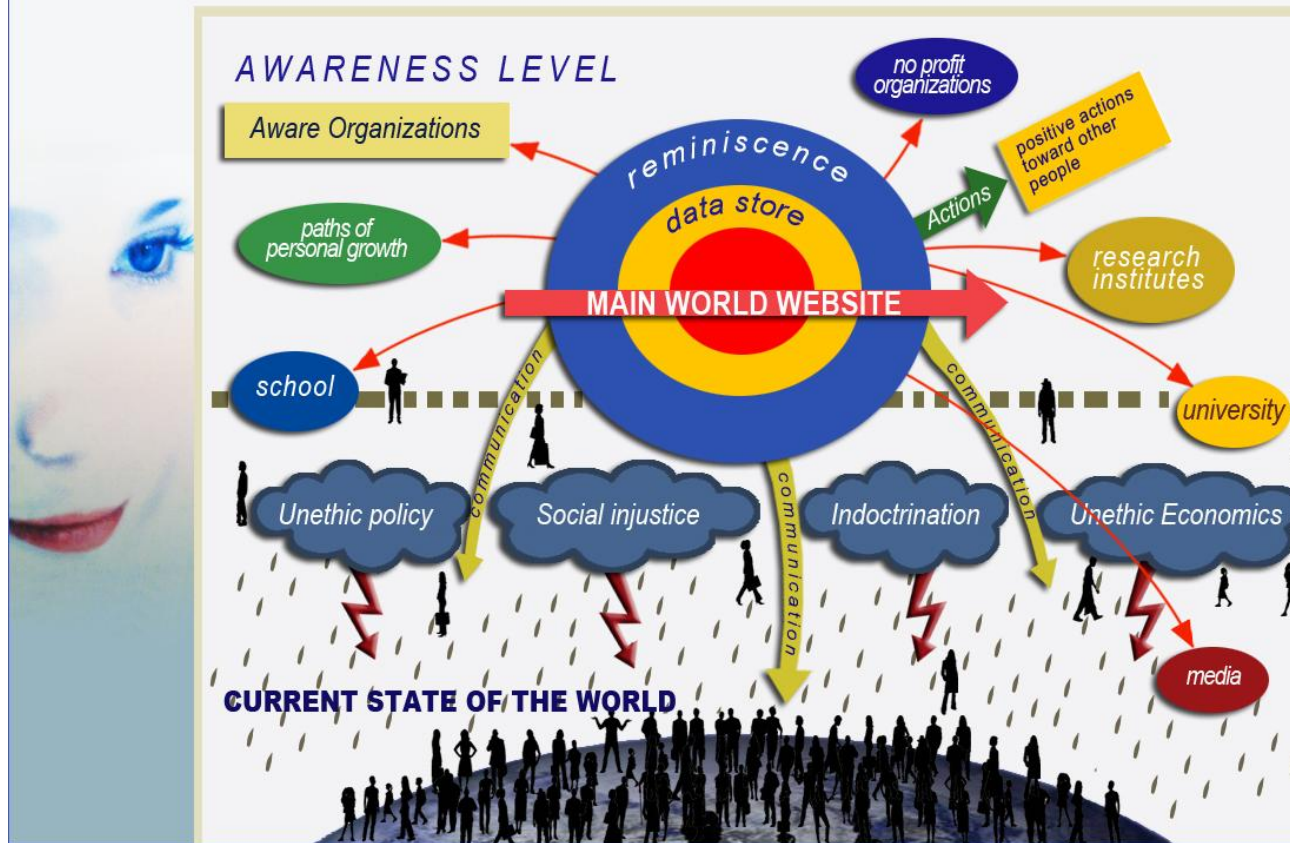 AWARENESS LEVEL
Aware Organizations
no profit
organizations
positive actions
toward other
people
reminiscence
data store
Actions
paths of
personal growth
research
institutes
MAIN WORLD WEBSITE
school
communication
communication
communication
university
Unethic policy
Social injustice
Indoctrination
Unethic Economics
media
CURRENT STATE OF THE WORLD